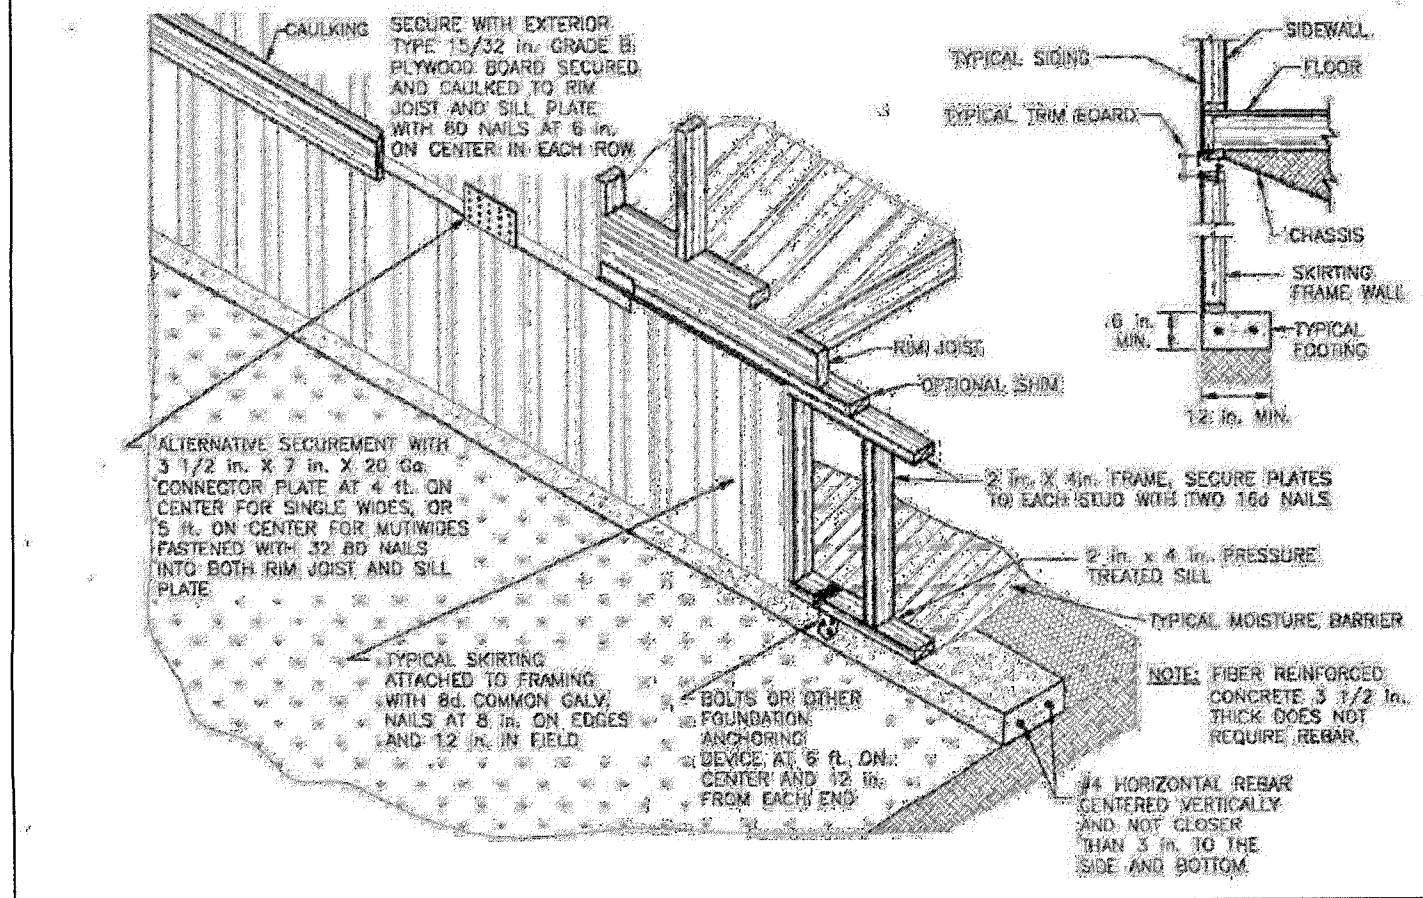 CAULKING
SECURE WITH EXTERIOR
TYPE 15/32 in. GRADE B
PLYWOOD BOARD SECURED
AND CAULKED TO RIM
JOIST AND SILL PLATE
WITH 8D NAILS AT 6 in.
ON CENTER IN EACH ROW
TYPICAL SIDING
TYPICAL TRIM BOARD
SIDEWALL
FLOOR
CHASSIS
SKIRTING
FRAME WALL
6 in.
MIN.
TYPICAL
FOOTING
12 in. MIN.
RIM JOIST
OPTIONAL SHIM
ALTERNATIVE SECUREMENT WITH
3 1/2 in. X 7 in. X 20 Ga.
CONNECTOR PLATE AT 4 ft. ON
CENTER FOR SINGLE WIDES, OR
5 ft. ON CENTER FOR MUTIWIDES
FASTENED WITH 32 8D NAILS
INTO BOTH RIM JOIST AND SILL
PLATE
2 in. X 4in. FRAME, SECURE PLATES
TO EACH STUD WITH TWO 16d NAILS
2 in. x 4 in. PRESSURE
TREATED SILL
TYPICAL MOISTURE BARRIER
TYPICAL SKIRTING
ATTACHED TO FRAMING
WITH 8d COMMON GALV.
NAILS AT 8 in. ON EDGES
AND 12 in. IN FIELD
BOLTS OR OTHER
FOUNDATION
ANCHORING
DEVICE AT 6 ft. ON
CENTER AND 12 in.
FROM EACH END
NOTE: FIBER REINFORCED
CONCRETE 3 1/2 in.
THICK DOES NOT
REQUIRE REBAR.
#4 HORIZONTAL REBAR
CENTERED VERTICALLY
AND NOT CLOSER
THAN 3 in. TO THE
SIDE AND BOTTOM